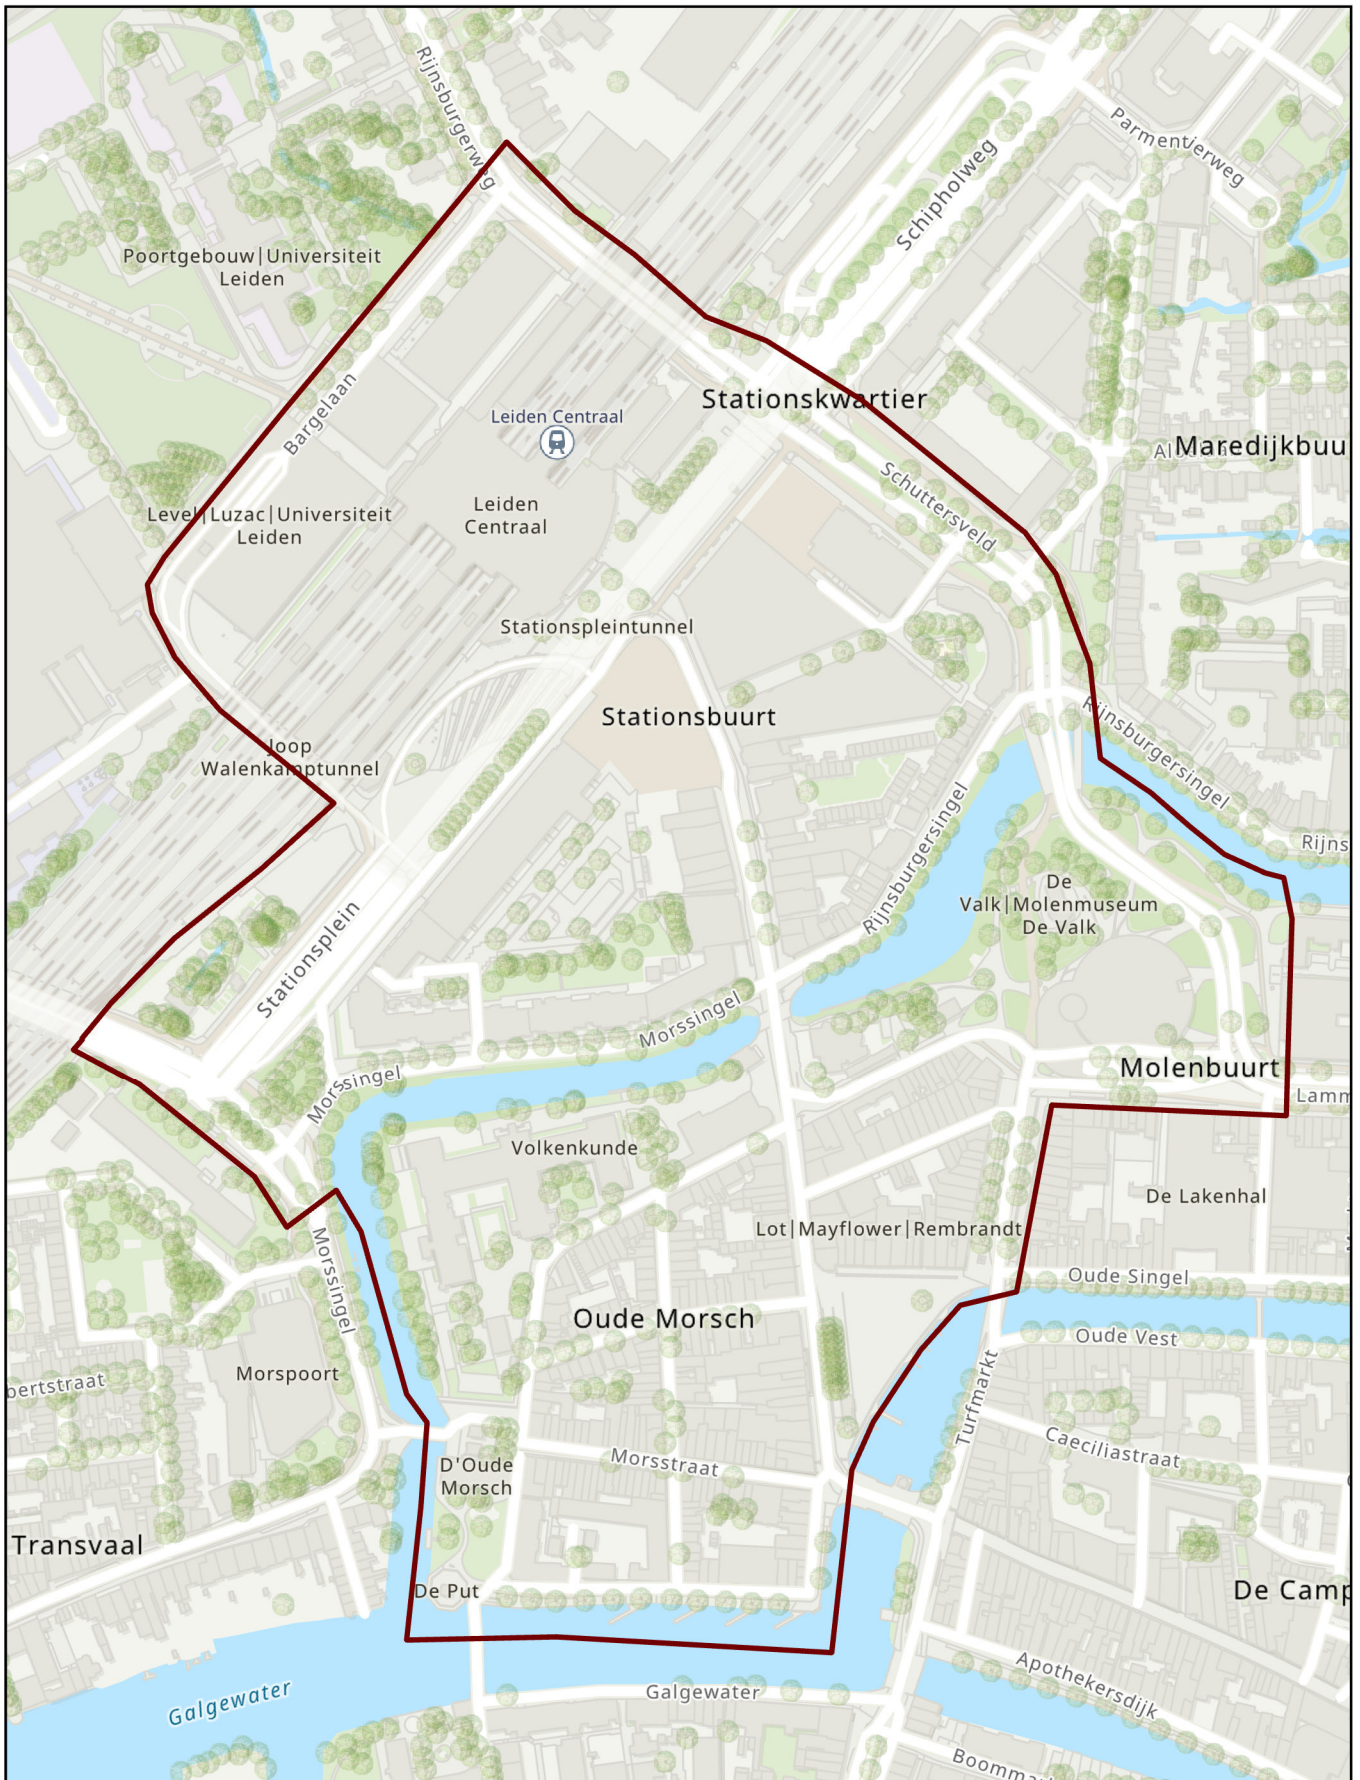 Rijnsburgerweg
Parmentierweg
Schipholweg
Poortgebouw|Universiteit
Leiden
Bargelaan
Stationskwartier
Leiden Centraal
Maredijkbuu
Schuttersveld
Level|Luzac|Universiteit
Leiden
Leiden
Centraal
Stationspleintunnel
Stationsbuurt
Joop
Walenkamptunnel
Rijnsburgersingel
Rijnsburgersingel
Rijns
De
Valk|Molenmuseum
De Valk
Stationsplein
Morssingel
Morssingel
Molenbuurt
Lamm
Volkenkunde
De Lakenhal
Lot|Mayflower|Rembrandt
Morssingel
Oude Singel
Oude Morsch
Oude Vest
Morspoort
bertstraat
Turfmarkt
Caeciliastraat
D'Oude
Morsch
Morsstraat
Transvaal
De Put
De Camp
Galgewater
Galgewater
Apothekersdijk
Boommar